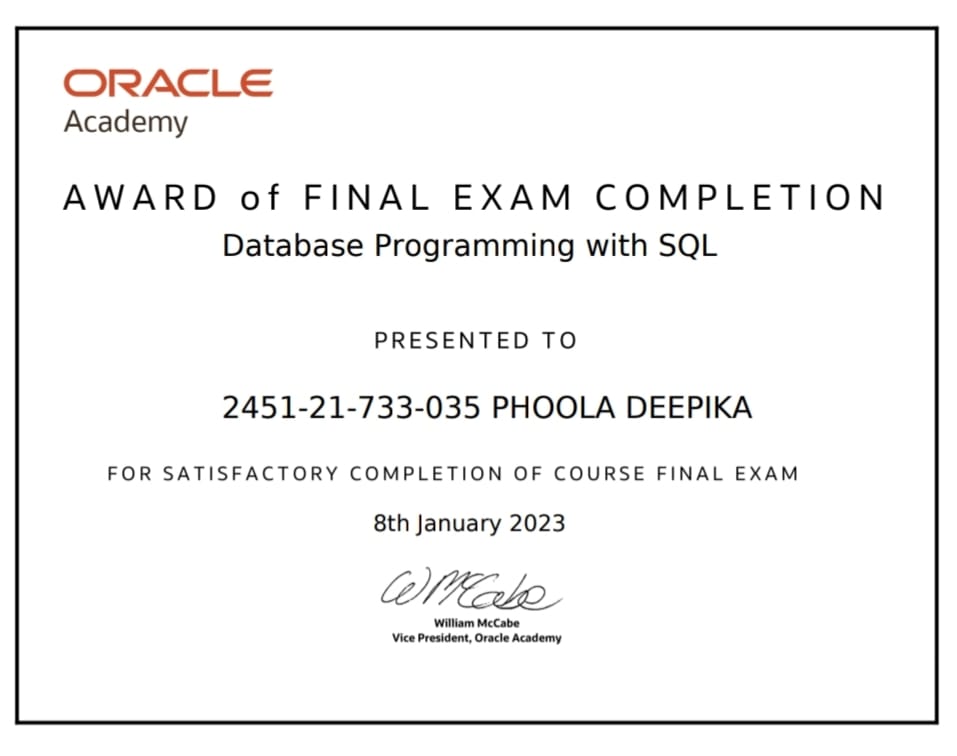 ORACLE
Academy
AWARD of FINAL EXAM COMPLETION
Database Programming with SQL
PRESENTED TO
2451-21-733-035 PHOOLA DEEPIKA
FOR SATISFACTORY COMPLETION OF COURSE FINAL EXAM
8th January 2023
W McCabe
William McCabe
Vice President, Oracle Academy